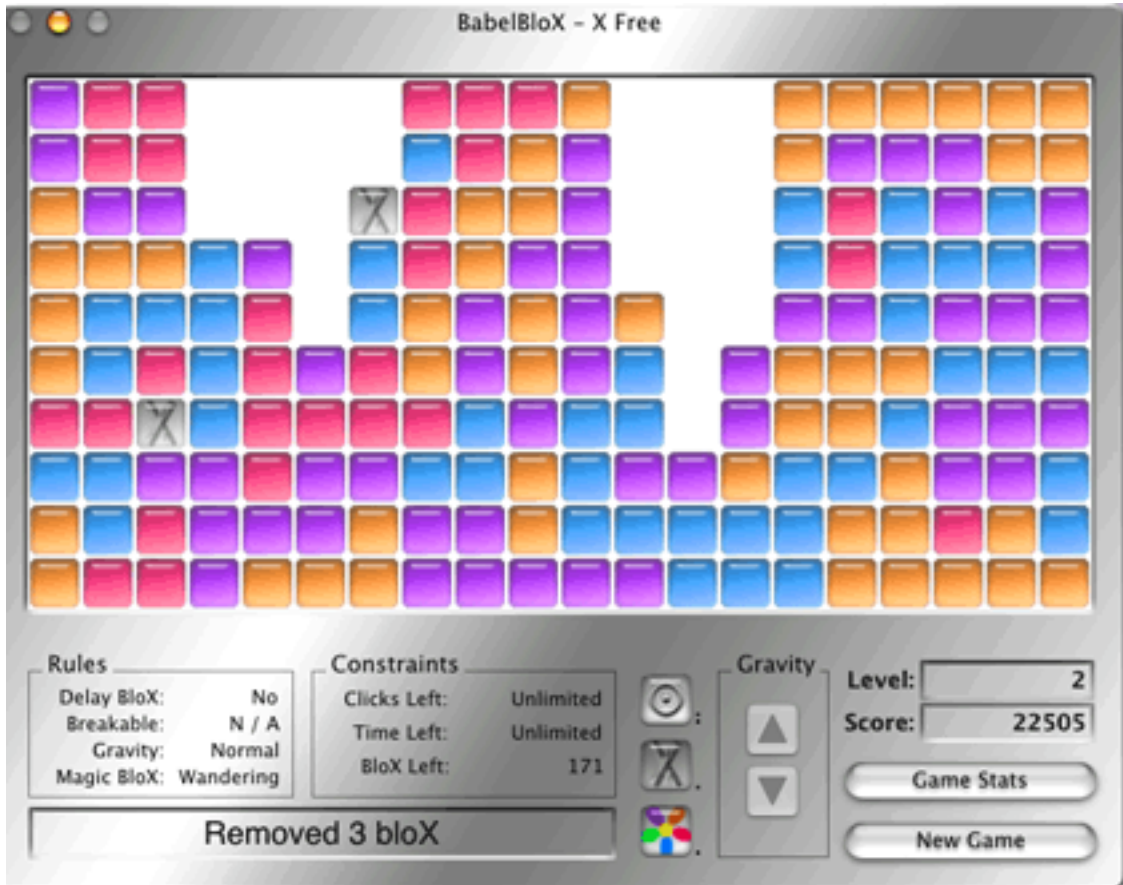 BabelBloX - X Free
Rules
Delay BloX: No
Breakable: N / A
Gravity: Normal
Magic BloX: Wandering
Constraints
Clicks Left: Unlimited
Time Left: Unlimited
BloX Left: 171
:
.
.
Gravity
Level: 2
Score: 22505
Game Stats
New Game
Removed 3 bloX